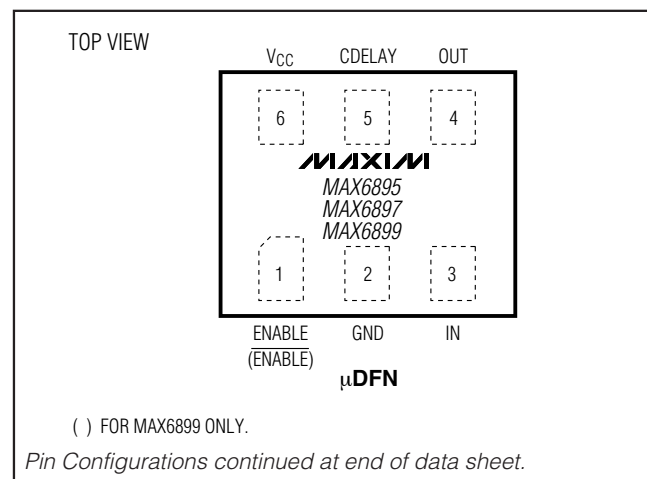 TOP VIEW
VCC CDELAY OUT
6 5 4
MAXIM
MAX6895
MAX6897
MAX6899
1 2 3
ENABLE GND IN
(ENABLE)
µDFN
( ) FOR MAX6899 ONLY.
Pin Configurations continued at end of data sheet.